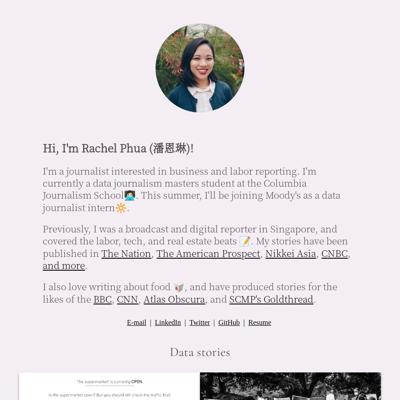 Hi, I'm Rachel Phua (潘恩琳)!
I'm a journalist interested in business and labor reporting. I'm
currently a data journalism masters student at the Columbia
Journalism School👩🏻‍💻. This summer, I'll be joining Moody's as a data
journalist intern🔆.
Previously, I was a broadcast and digital reporter in Singapore, and
covered the labor, tech, and real estate beats 📝. My stories have been
published in The Nation, The American Prospect, Nikkei Asia, CNBC,
and more.
I also love writing about food 🥡, and have produced stories for the
likes of the BBC, CNN, Atlas Obscura, and SCMP's Goldthread.
E-mail | LinkedIn | Twitter | GitHub | Resume
Data stories
The supermarket* is currently OPEN.
Is the supermarket open? But you should still check the traffic first!